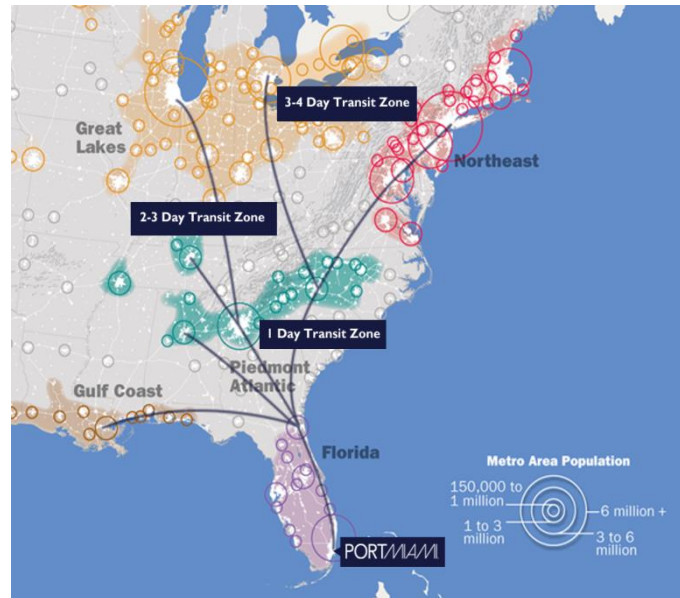 3-4 Day Transit Zone
Great
Lakes
Northeast
2-3 Day Transit Zone
1 Day Transit Zone
Piedmont
Atlantic
Gulf Coast
Florida
Metro Area Population
150,000 to
1 million
6 million +
1 to 3
million
3 to 6
million
PORTMIAMI